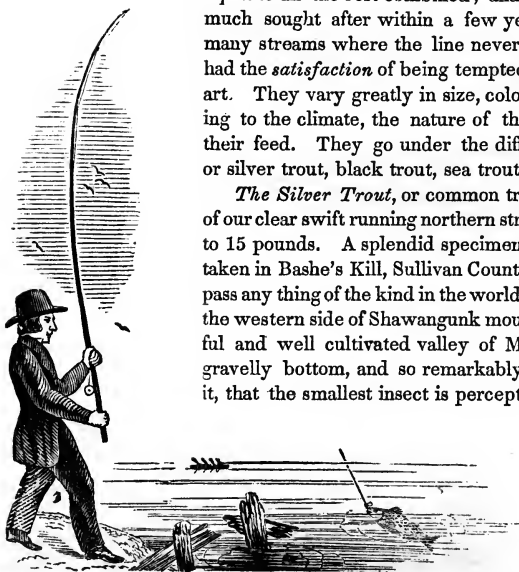 much sought after within a few ye
many streams where the line never
had the satisfaction of being tempted
art. They vary greatly in size, colo
ing to the climate, the nature of th
their feed. They go under the diff
or silver trout, black trout, sea trout
The Silver Trout, or common tr
of our clear swift running northern str
to 15 pounds. A splendid specimen
taken in Bashe's Kill, Sullivan Count
pass any thing of the kind in the world
the western side of Shawangunk mou
ful and well cultivated valley of M
gravelly bottom, and so remarkably
it, that the smallest insect is percept